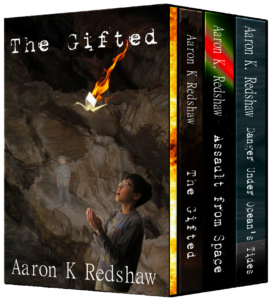 The Gifted
Aaron K Redshaw
Aaron K Redshaw
The Gifted
Aaron K. Redshaw
Assault from Space
Aaron K. Redshaw
Danger Under Ocean's Tides